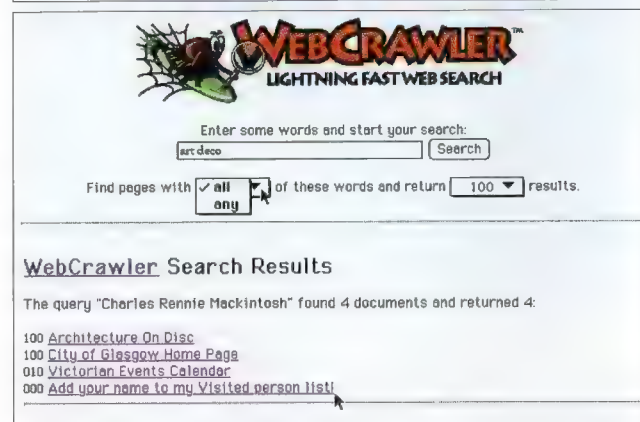 WEBCRAWLER™
LIGHTNING FAST WEB SEARCH
Enter some words and start your search:
art deco Search
Find pages with ✓ all of these words and return 100 ▼ results.
any
WebCrawler Search Results
The query "Charles Rennie Mackintosh" found 4 documents and returned 4:
100 Architecture On Disc
100 City of Glasgow Home Page
010 Victorian Events Calendar
000 Add your name to my Visited person list!